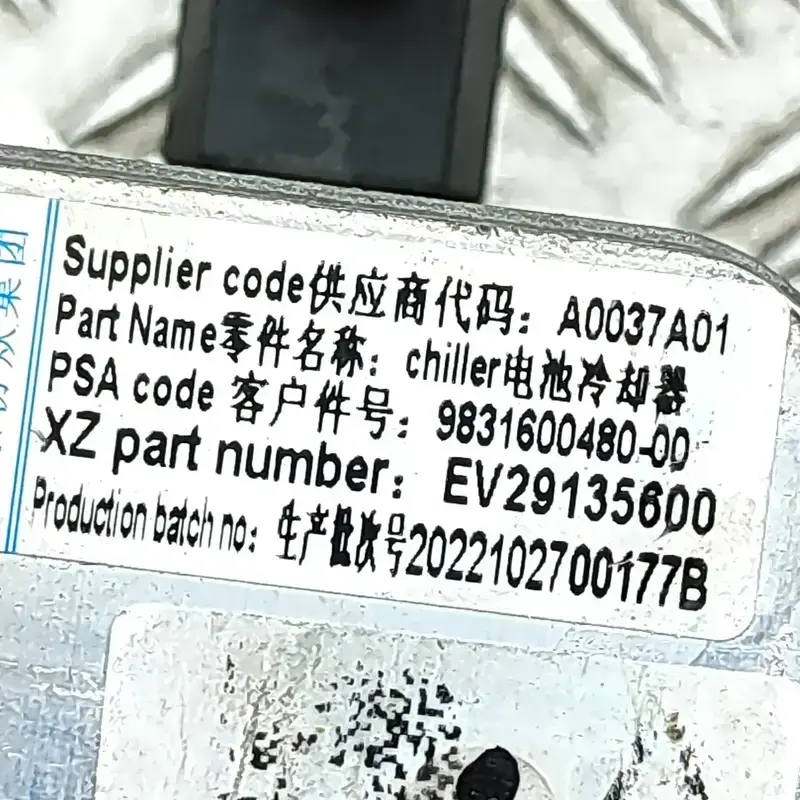 Supplier code供应商代码：A0037A01
Part Name零件名称：chiller电池冷却器
PSA code 客户件号：9831600480-00
XZ part number：EV29135600
Production batch no：生产批次号2022102700177B
集团